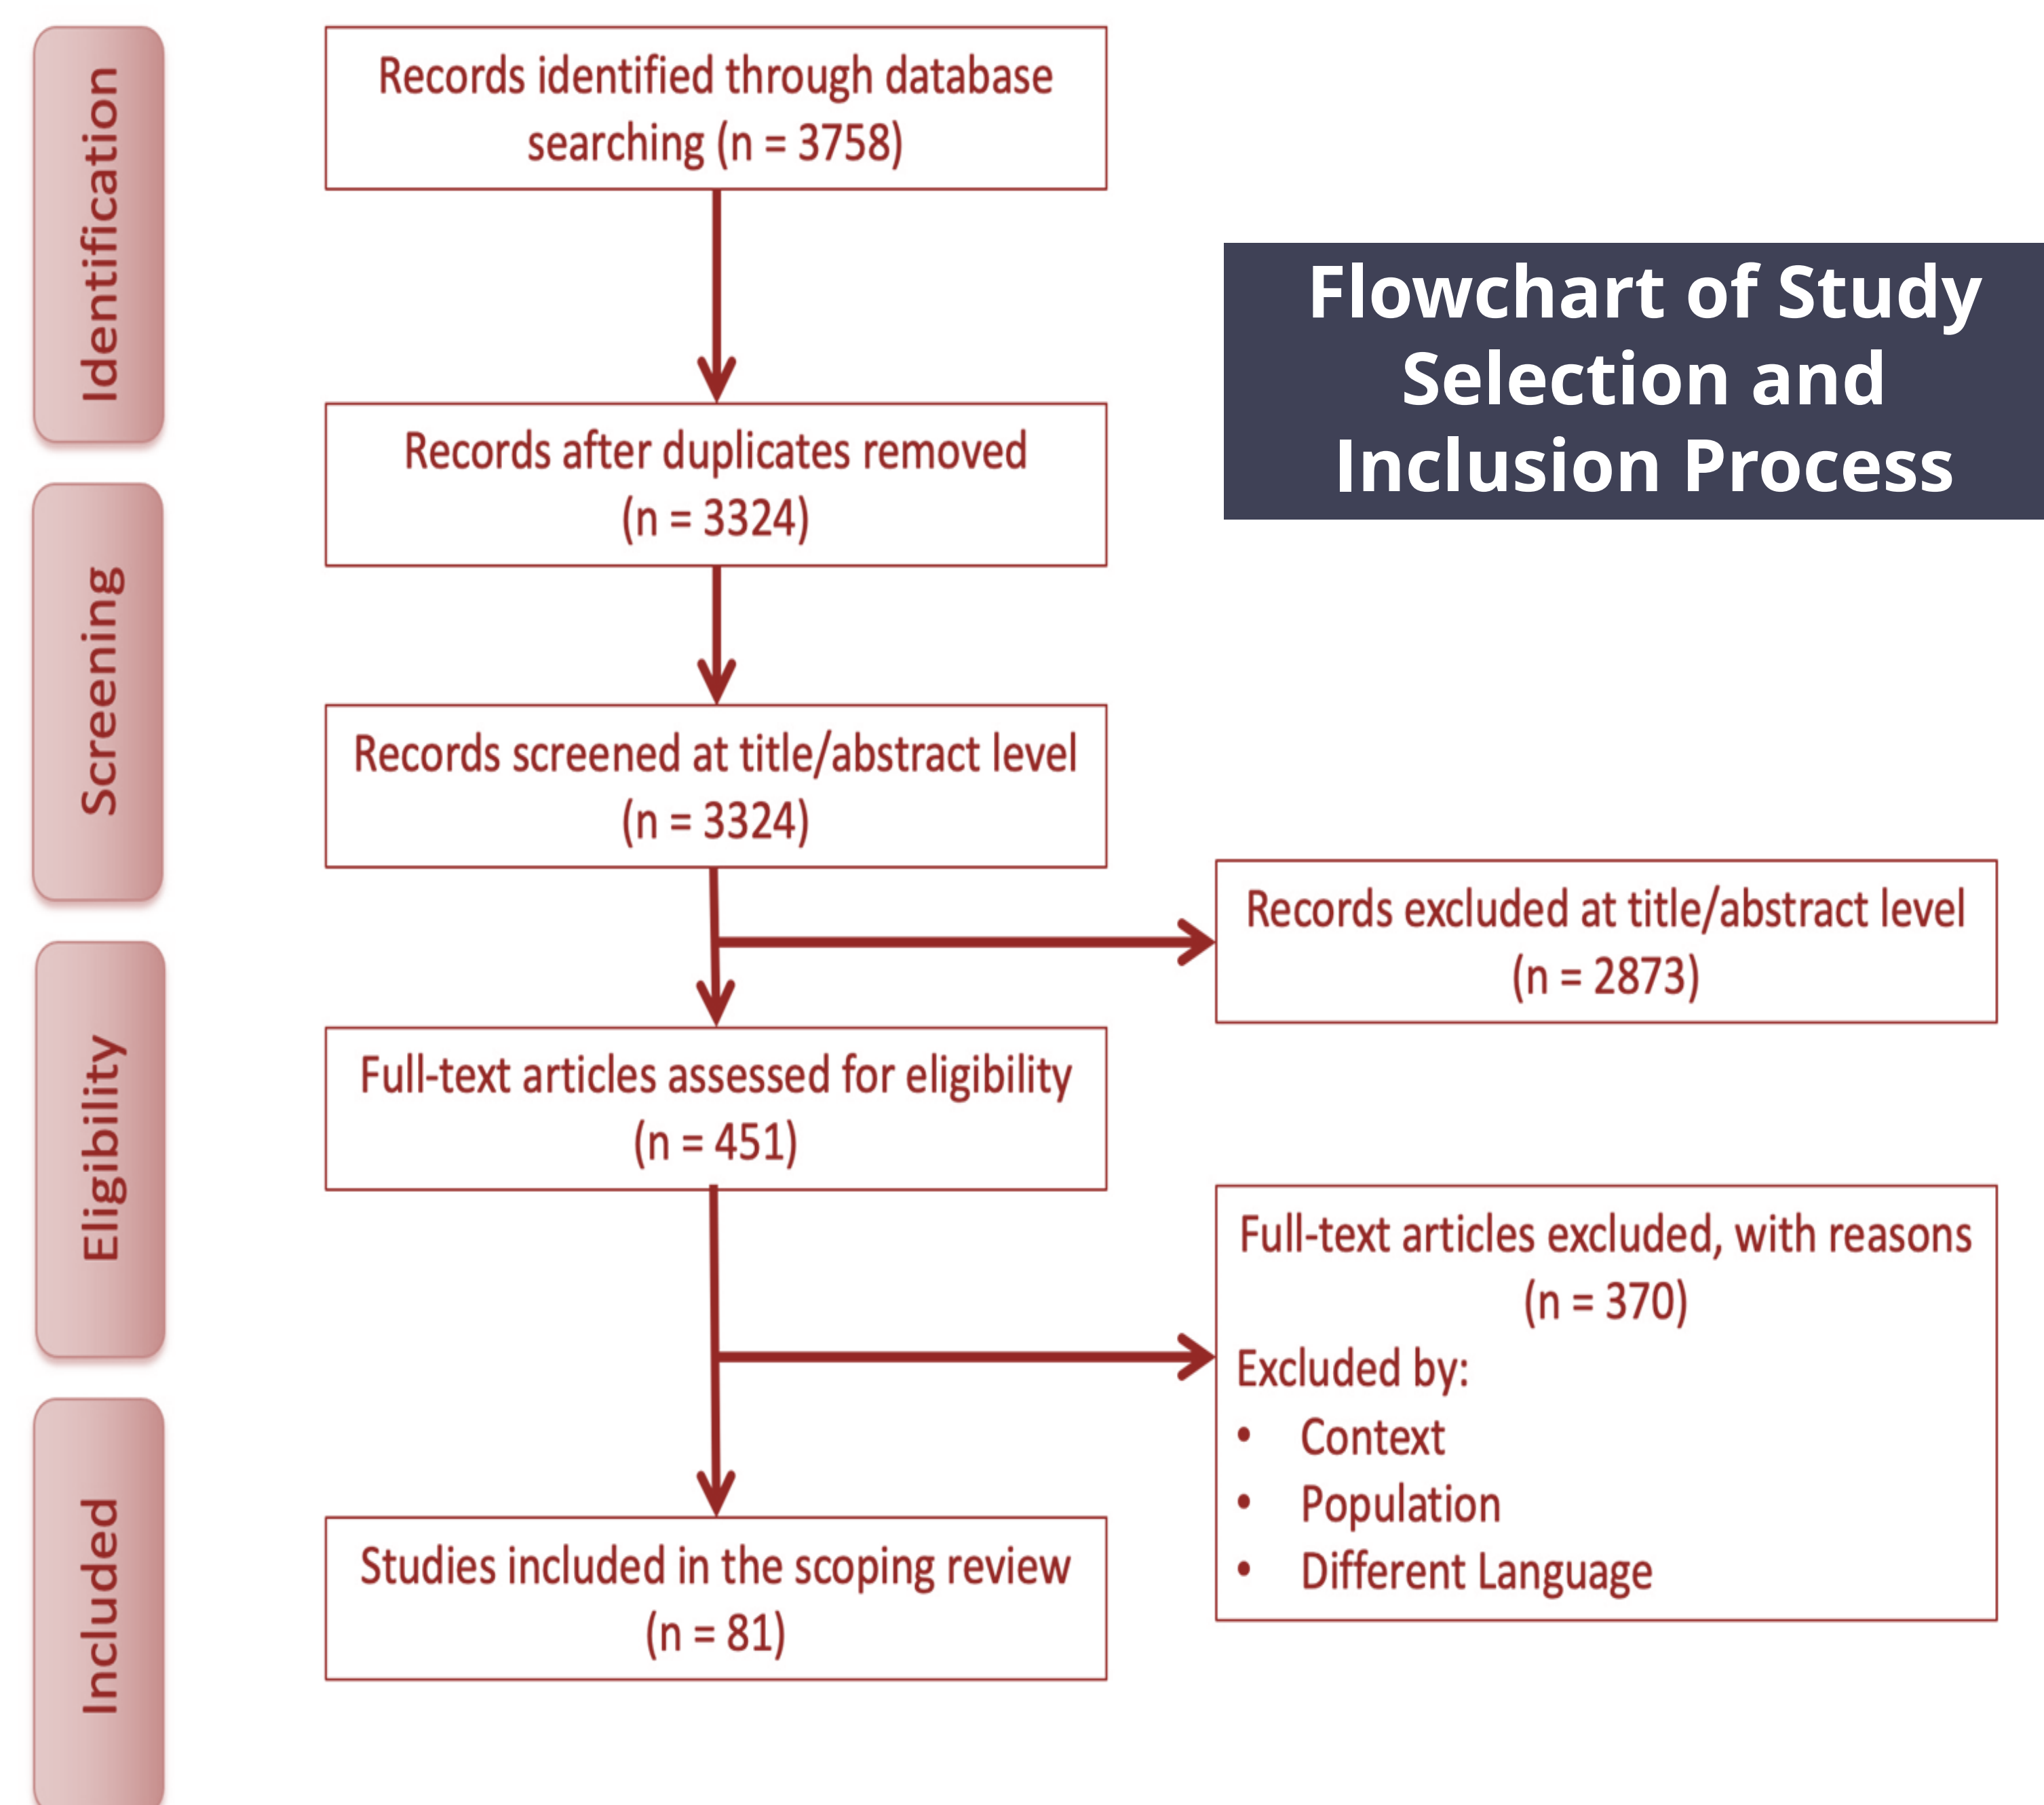 Identification
Records identified through database
searching (n = 3758)
Flowchart of Study
Selection and
Inclusion Process
Records after duplicates removed
(n = 3324)
Screening
Records screened at title/abstract level
(n = 3324)
Records excluded at title/abstract level
(n = 2873)
Eligibility
Full-text articles assessed for eligibility
(n = 451)
Full-text articles excluded, with reasons
(n = 370)
Excluded by:
• Context
• Population
• Different Language
Included
Studies included in the scoping review
(n = 81)